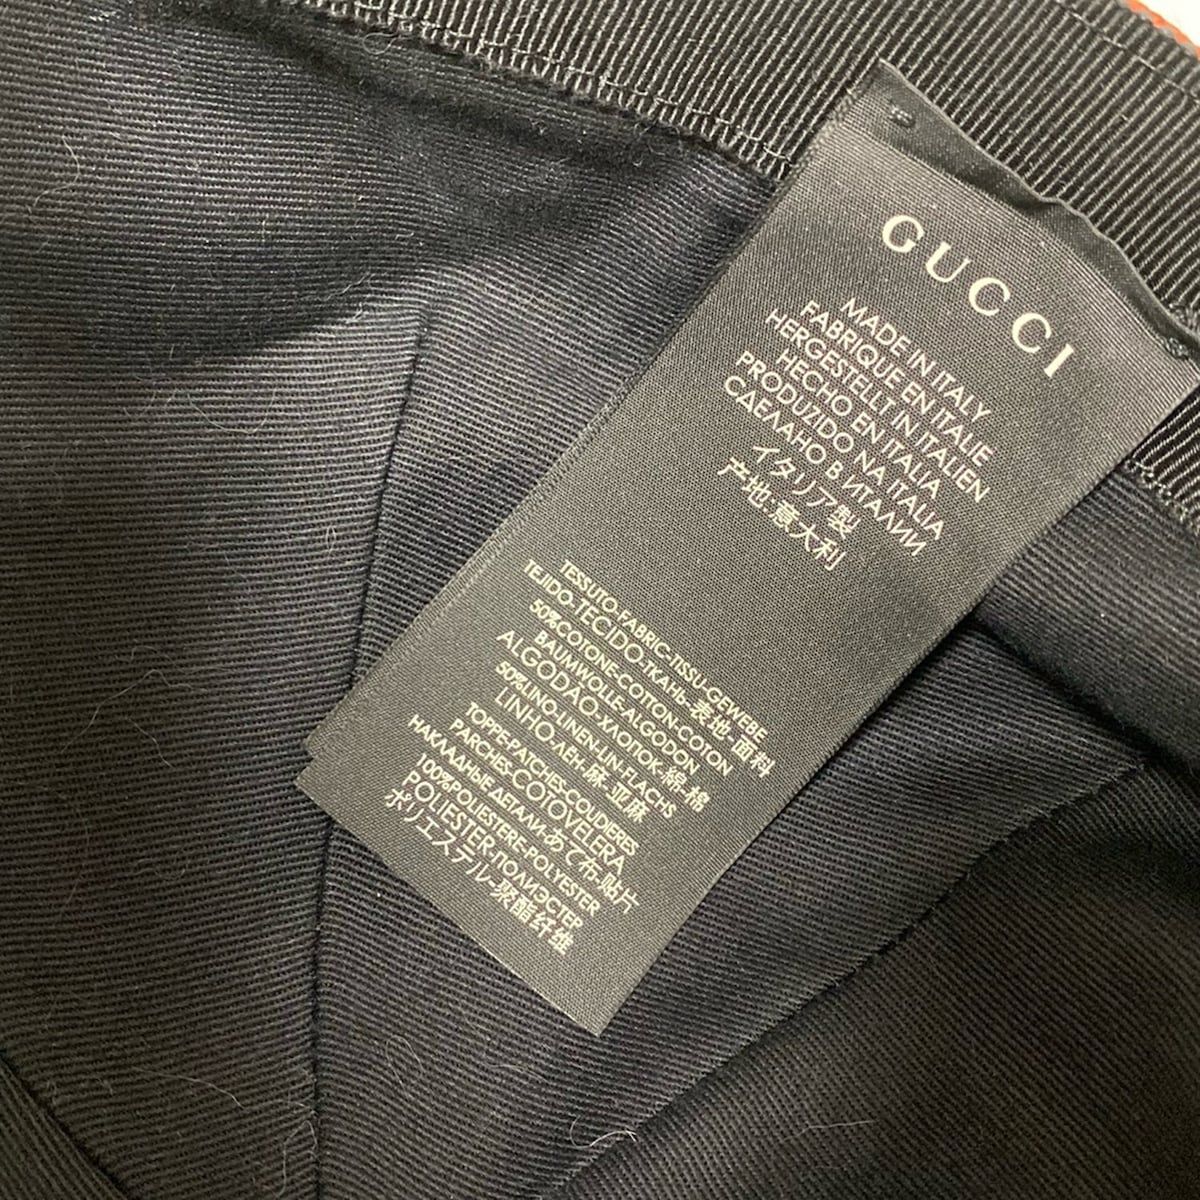 GUCCI
MADE IN ITALY
FABRIQUE EN ITALIE
HERGESTELLT IN ITALIEN
HECHO EN ITALIA
PRODUZIDO NA ITALIA
СДЕЛАНО В ИТАЛИИ
イタリア製
产地:意大利
TESSUTO-FABRIC-TISSU-GEWEBE
TEJIDO-TECIDO-ТКАНЬ-表地-面料
50%COTONE-COTTON-COTON
BAUMWOLLE-ALGODON
ALGODAO-ХЛОПОК-綿-棉
50%LINO-LINEN-LIN-FLACHS
LINHO-ЛЕН-麻-亚麻
TOPPE-PATCHES-COUDIERES
PARCHES-COTOVELERA
НАКЛАДНЫЕ ДЕТАЛИ-あて布-贴片
100%POLIESTERE-POLYESTER
POLIESTER-ПОЛИЭСТЕР
ポリエステル-聚酯纤维